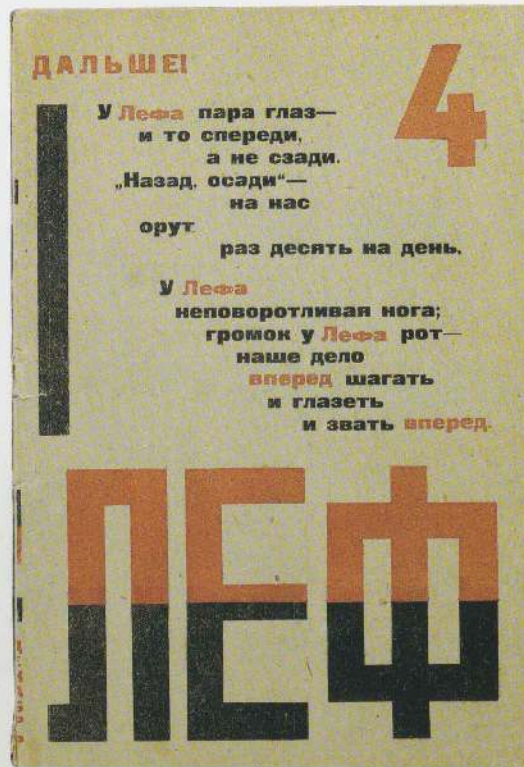 ДАЛЬШЕ!
4
У Лефа пара глаз—
и то спереди,
а не сзади.
„Назад, осади“—
на нас
орут
раз десять на день.
У Лефа
неповоротливая нога;
громок у Лефа рот—
наше дело
вперед шагать
и глазеть
и звать вперед.
ЛЕФ